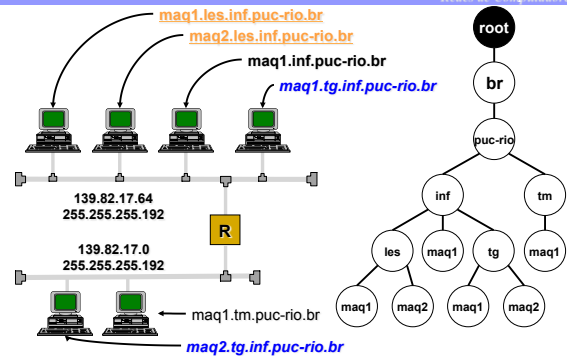 maq1.les.inf.puc-rio.br
maq2.les.inf.puc-rio.br
maq1.inf.puc-rio.br
maq1.tg.inf.puc-rio.br
139.82.17.64
255.255.255.192
R
139.82.17.0
255.255.255.192
maq1.tm.puc-rio.br
maq2.tg.inf.puc-rio.br
root
br
puc-rio
inf
tm
les
maq1
tg
maq1
maq1
maq2
maq1
maq2